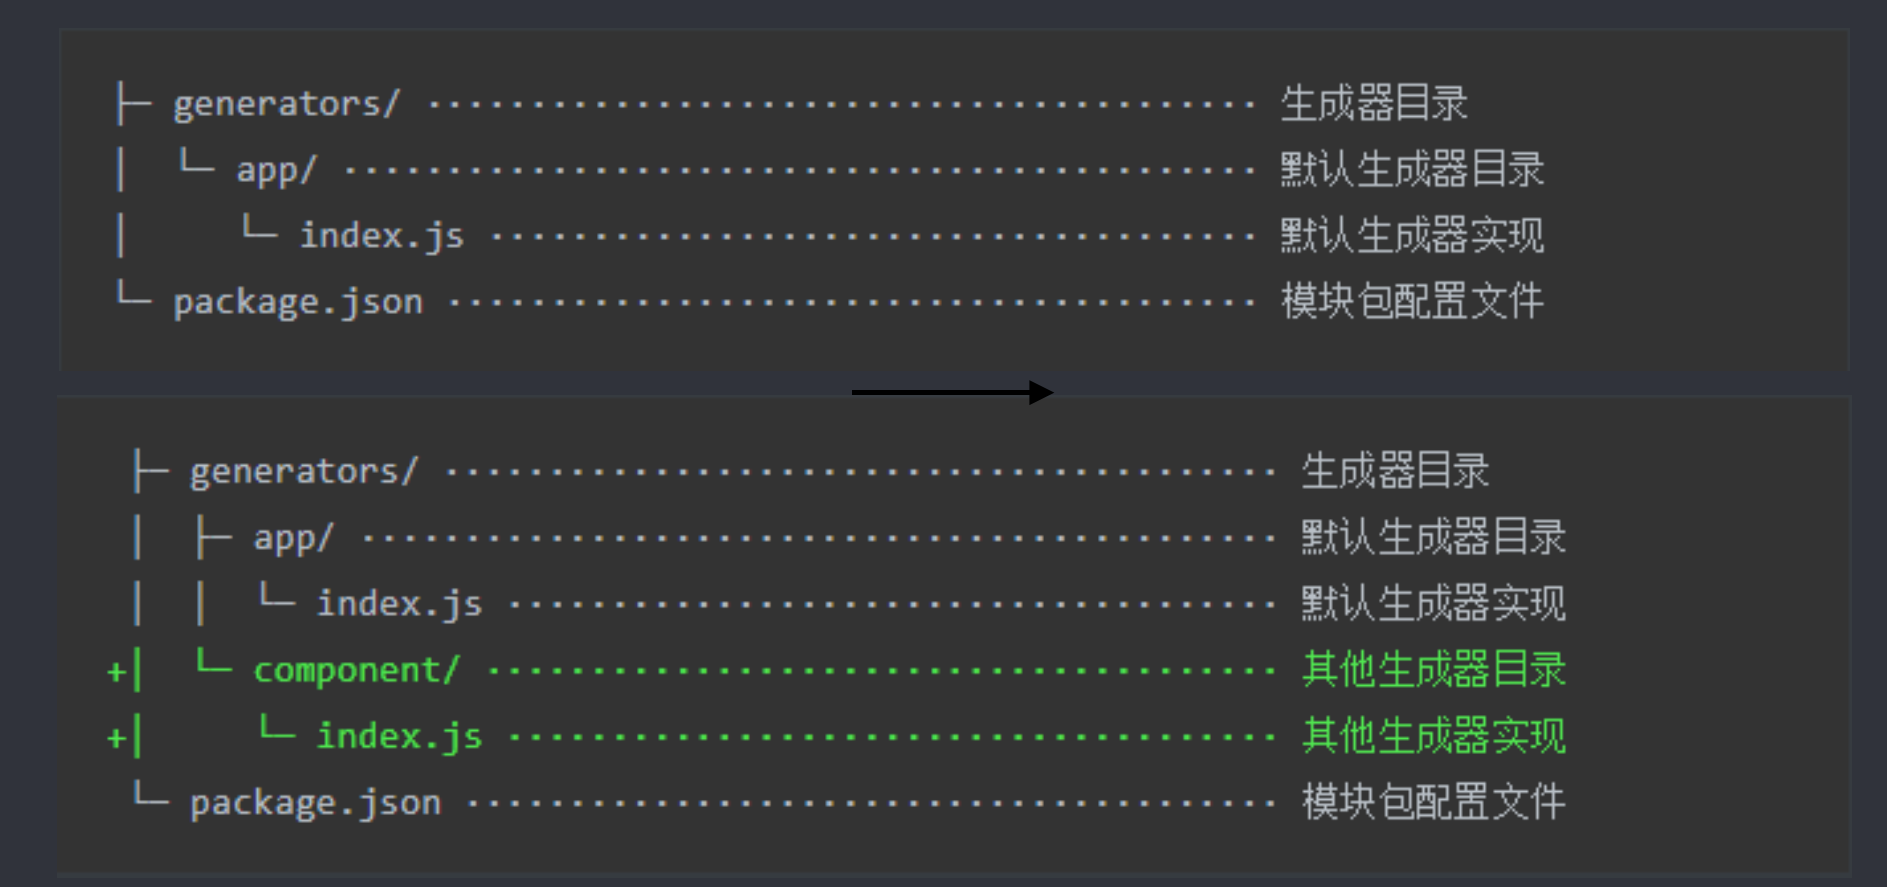 ├─ generators/ ········································ 生成器目录
│  └─ app/ ············································ 默认生成器目录
│     └─ index.js ····································· 默认生成器实现
└─ package.json ······································· 模块包配置文件
├─ generators/ ········································ 生成器目录
│  ├─ app/ ············································ 默认生成器目录
│  │  └─ index.js ····································· 默认生成器实现
+│  └─ component/ ······································ 其他生成器目录
+│     └─ index.js ····································· 其他生成器实现
└─ package.json ······································· 模块包配置文件